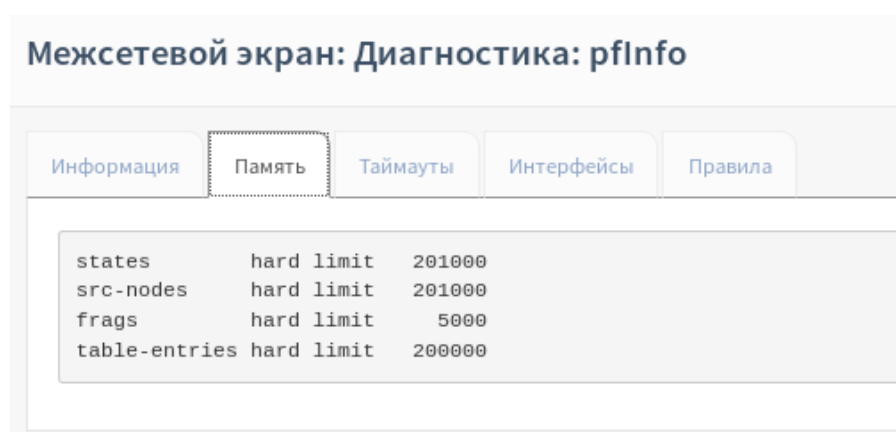 Межсетевой экран: Диагностика: pfInfo
Информация Память Таймауты Интерфейсы Правила
states        hard limit   201000
src-nodes     hard limit   201000
frags         hard limit     5000
table-entries hard limit   200000